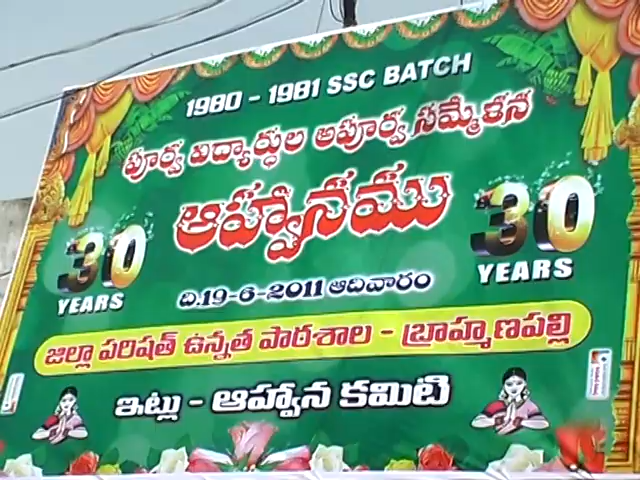 1980 - 1981 SSC BATCH
పూర్వ విద్యార్థుల అపూర్వ సమ్మేళన
ఆహ్వానము
30 YEARS
30 YEARS
ది.19-6-2011 ఆదివారం
జిల్లా పరిషత్ ఉన్నత పాఠశాల - బ్రాహ్మణపల్లి
ఇట్లు - ఆహ్వాన కమిటి